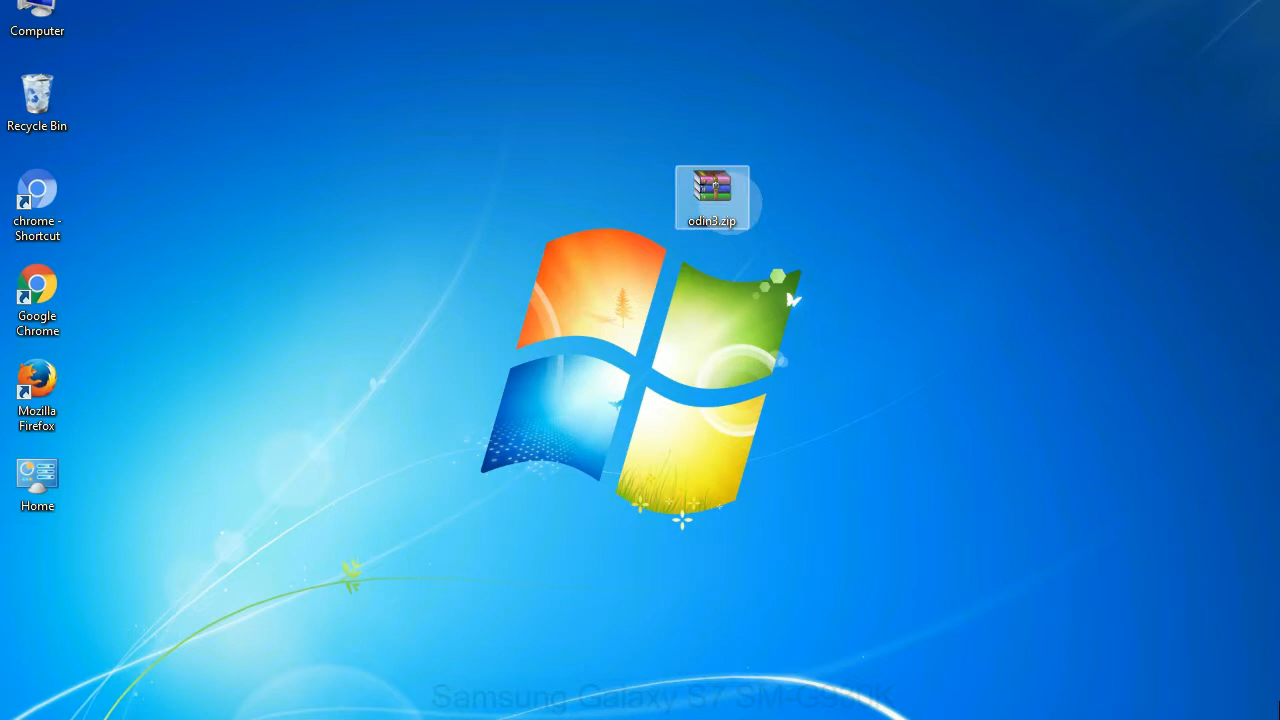 Computer
Recycle Bin
chrome -
Shortcut
Google
Chrome
Mozilla
Firefox
Home
odin3.zip
Samsung Galaxy S7 SM-G930K